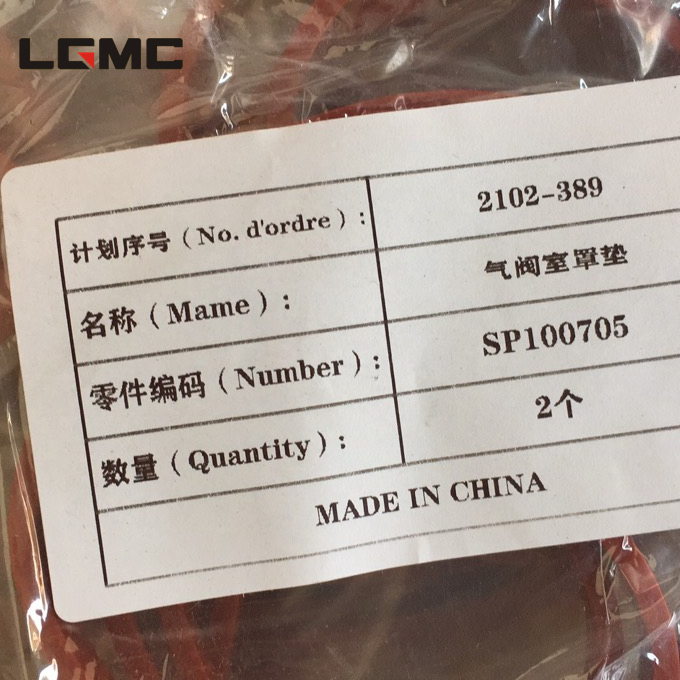 LGMC
计划序号（No. d'ordre）: 2102-389
名称（Mame）: 气阀室罩垫
零件编码（Number）: SP100705
数量（Quantity）: 2个
MADE IN CHINA